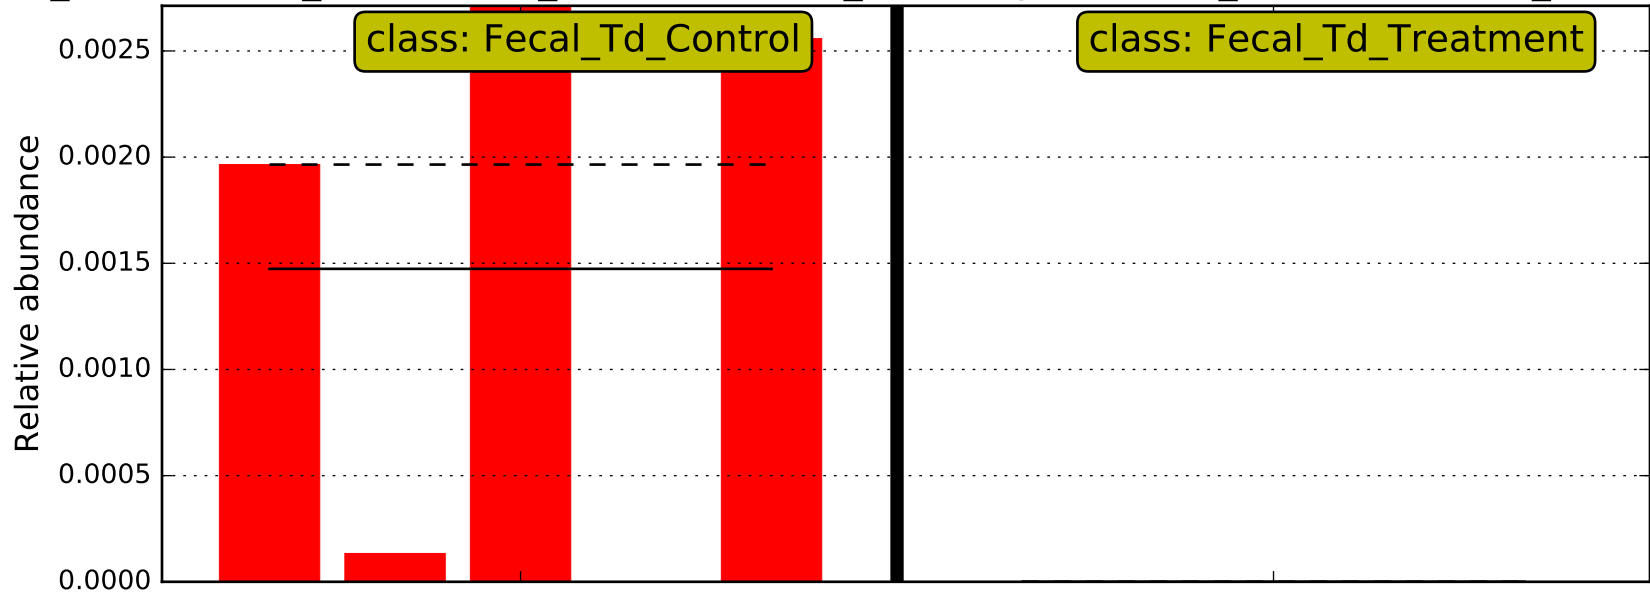 class: Fecal_Td_Control
class: Fecal_Td_Treatment
Relative abundance
0.0025
0.0020
0.0015
0.0010
0.0005
0.0000